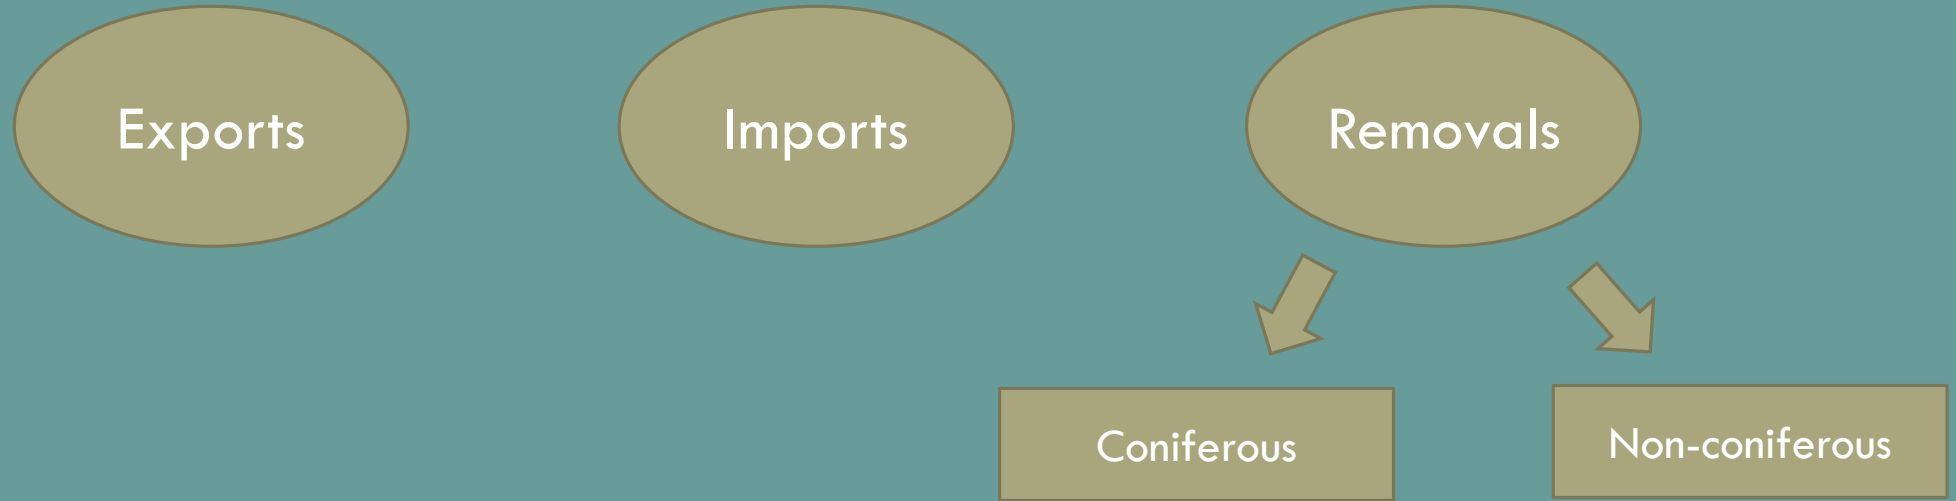 Exports
Imports
Removals
Coniferous
Non-coniferous